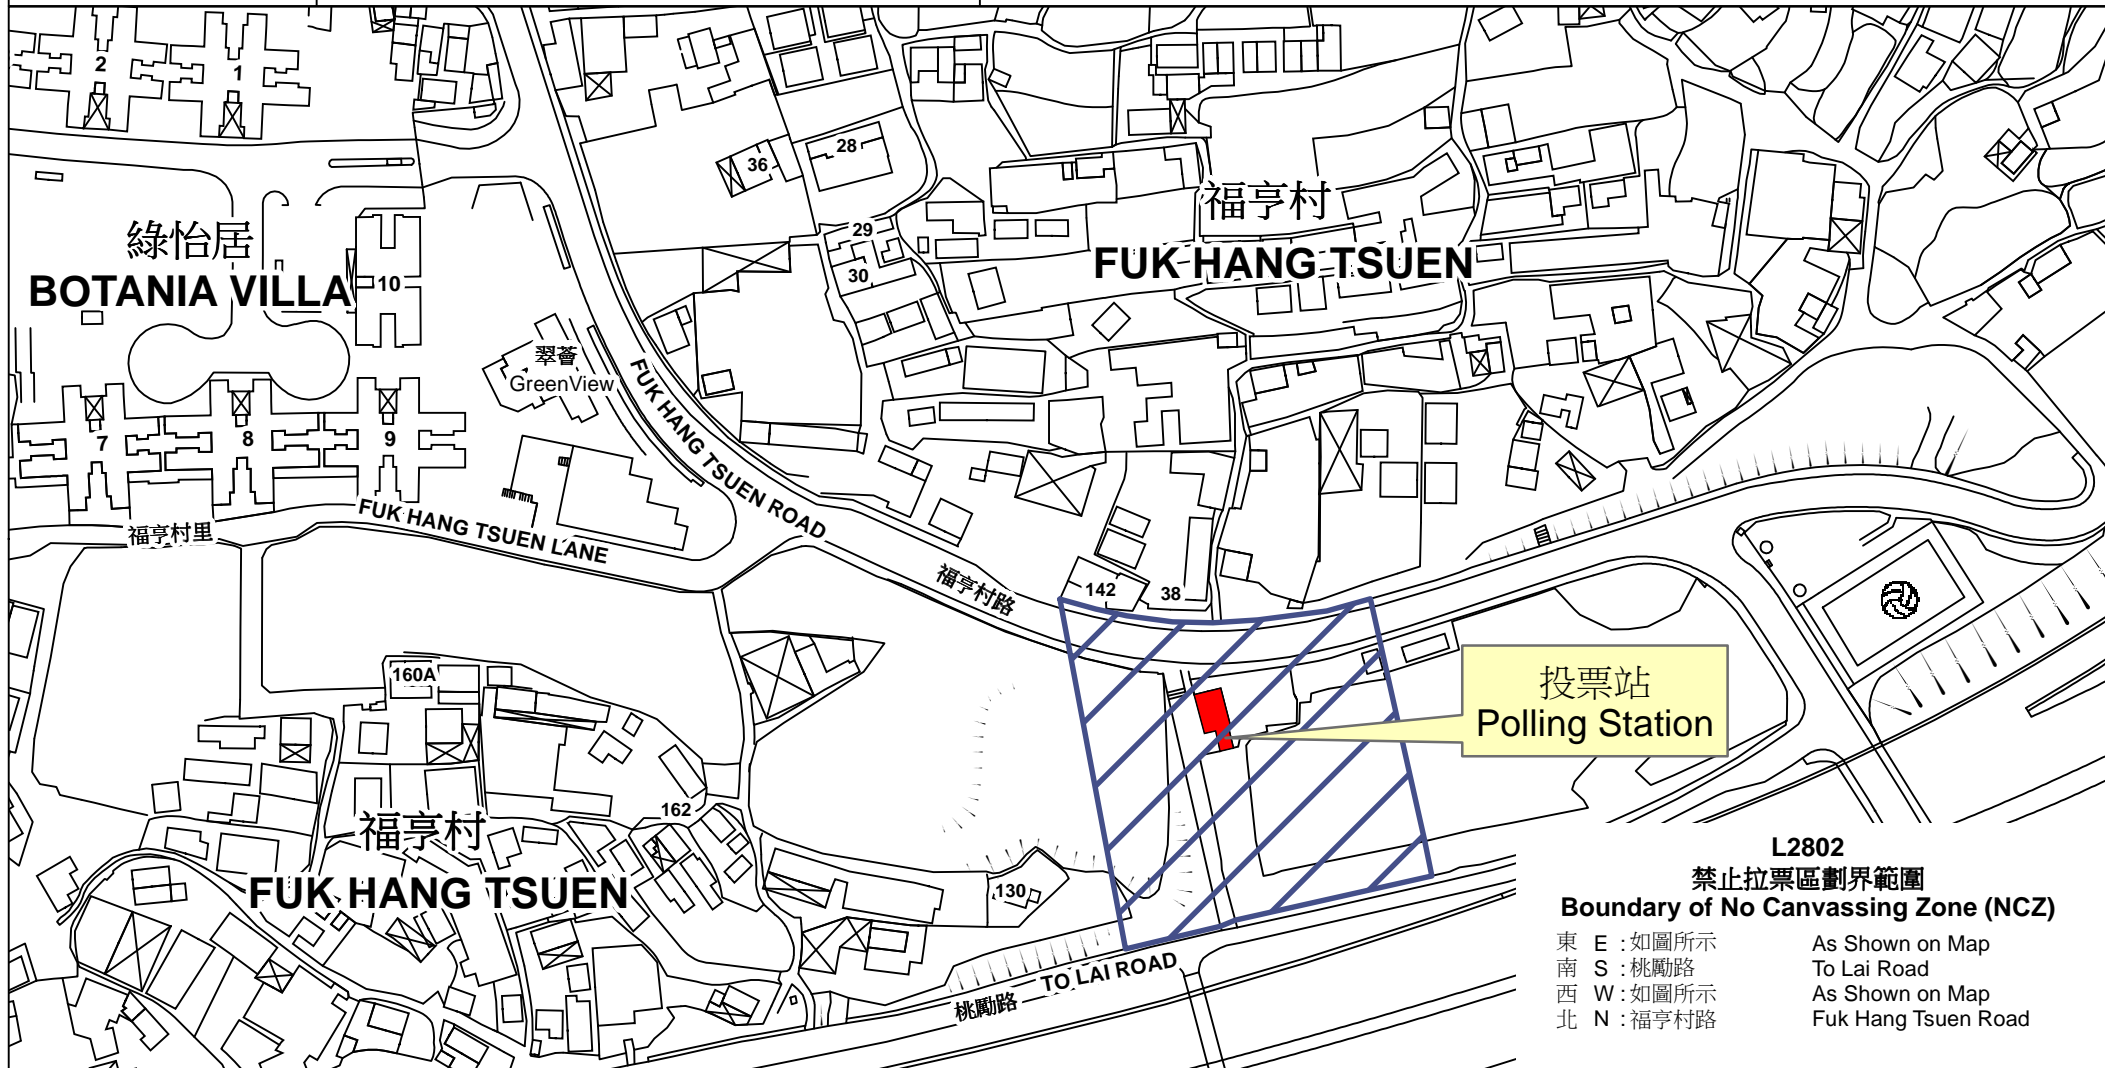 2
1
36
28
福亨村
FUK HANG TSUEN
29
30
綠怡居
BOTANIA VILLA
10
翠薈
GreenView
FUK HANG TSUEN ROAD
7
8
9
福亨村里
FUK HANG TSUEN LANE
福亨村路
142
38
投票站
Polling Station
160A
162
福亨村
FUK HANG TSUEN
130
桃勵路
TO LAI ROAD
L2802
禁止拉票區劃界範圍
Boundary of No Canvassing Zone (NCZ)
東 E : 如圖所示 As Shown on Map
南 S : 桃勵路 To Lai Road
西 W : 如圖所示 As Shown on Map
北 N : 福亨村路 Fuk Hang Tsuen Road